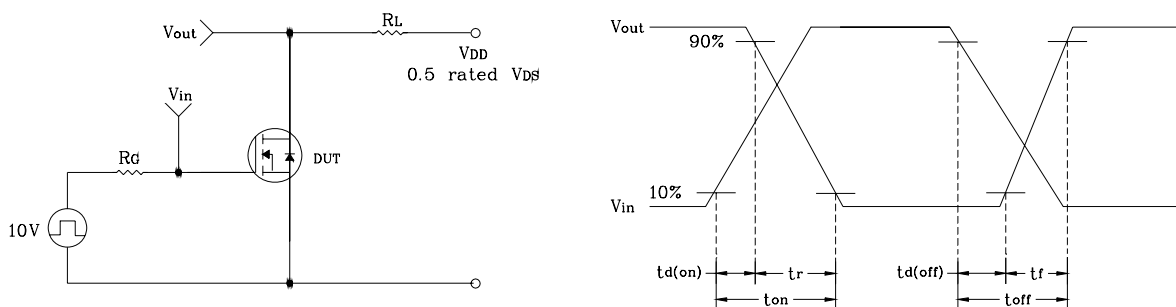 Vout
RL
VDD
0.5 rated VDS
Vin
RG
DUT
10V
Vout
90%
10%
Vin
td(on)
tr
td(off)
tf
ton
toff